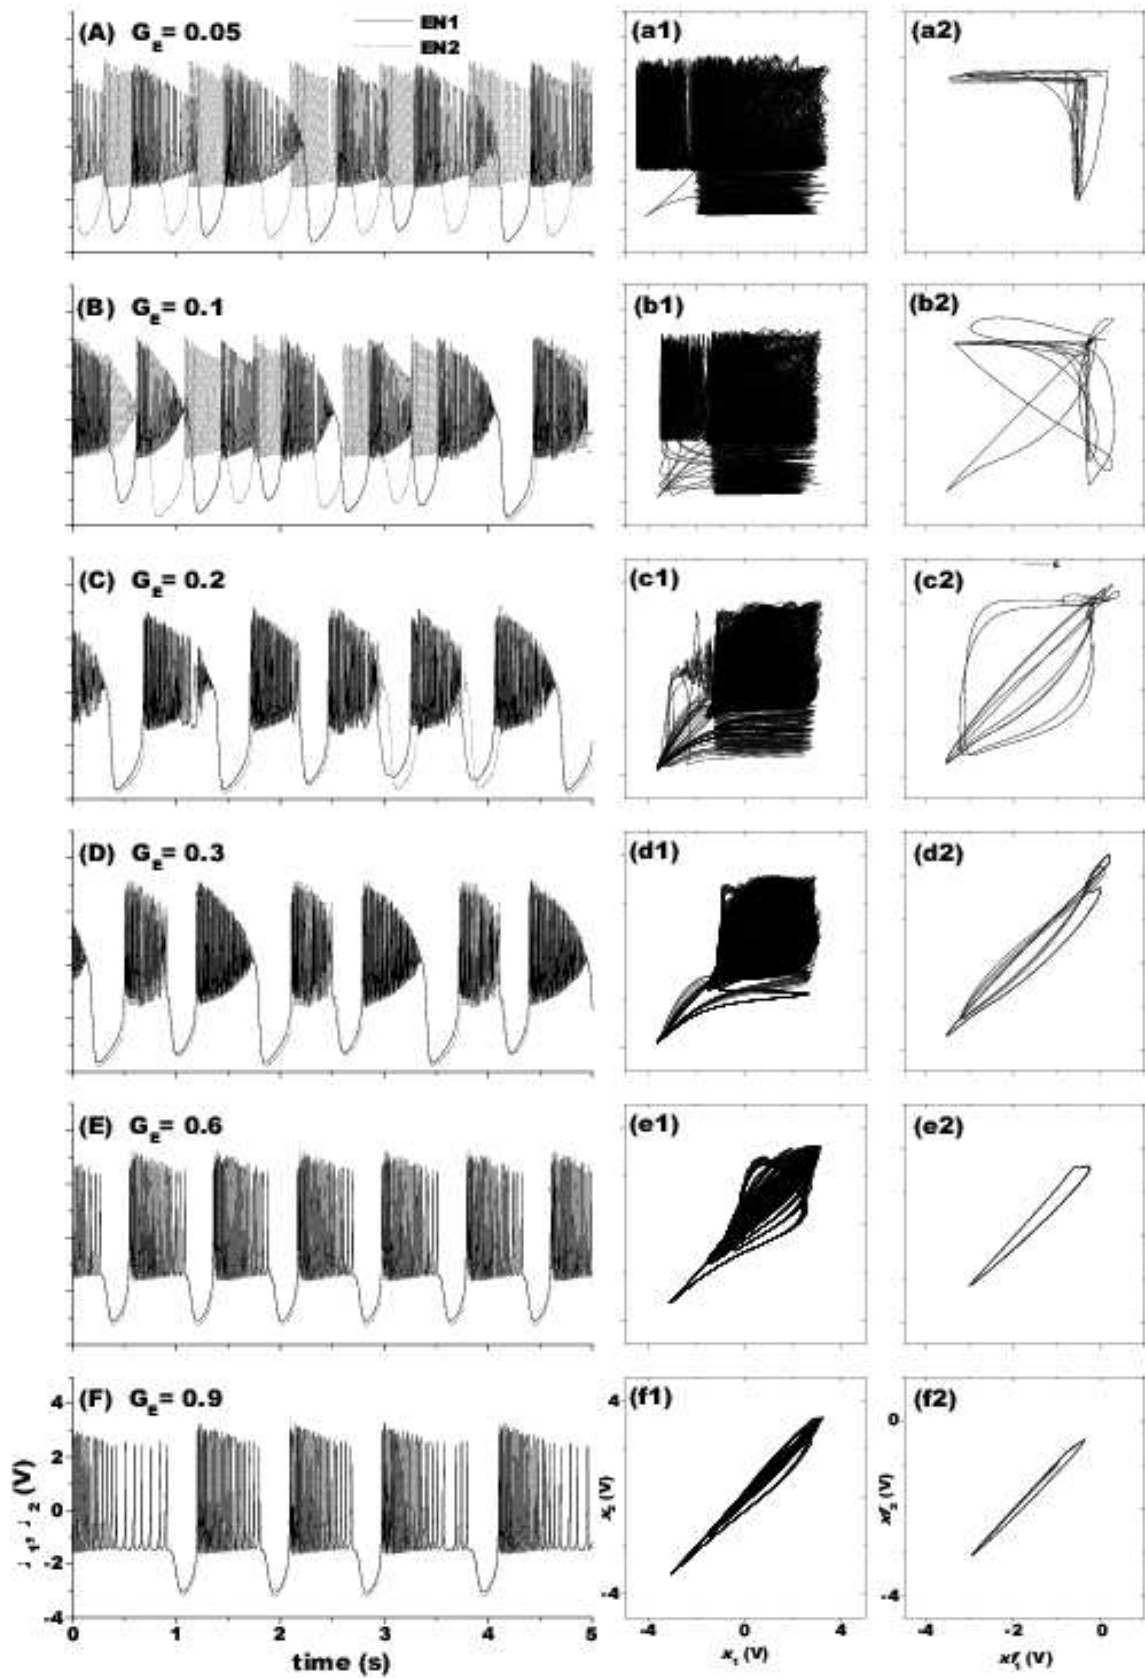 (A) G_E = 0.05
EN1
EN2
(a1)
(a2)
(B) G_E = 0.1
(b1)
(b2)
(C) G_E = 0.2
(c1)
(c2)
(D) G_E = 0.3
(d1)
(d2)
(E) G_E = 0.6
(e1)
(e2)
(F) G_E = 0.9
(f1)
(f2)
4
2
0
-2
-4
(V)
0 1 2 3 4 5
time (s)
4
-4
x_2 (V)
-4 0 4
x_1 (V)
0
-3
xf_2 (V)
-4 -2 0
xf_1 (V)